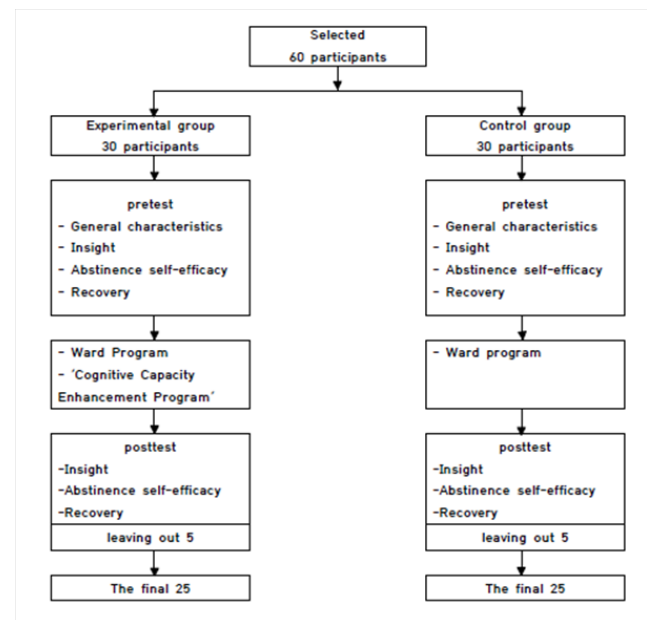 Selected
60 participants
Experimental group
30 participants
Control group
30 participants
pretest
- General characteristics
- Insight
- Abstinence self-efficacy
- Recovery
pretest
- General characteristics
- Insight
- Abstinence self-efficacy
- Recovery
- Ward Program
- ‘Cognitive Capacity
Enhancement Program’
- Ward program
posttest
-Insight
-Abstinence self-efficacy
-Recovery
leaving out 5
posttest
-Insight
-Abstinence self-efficacy
-Recovery
leaving out 5
The final 25
The final 25